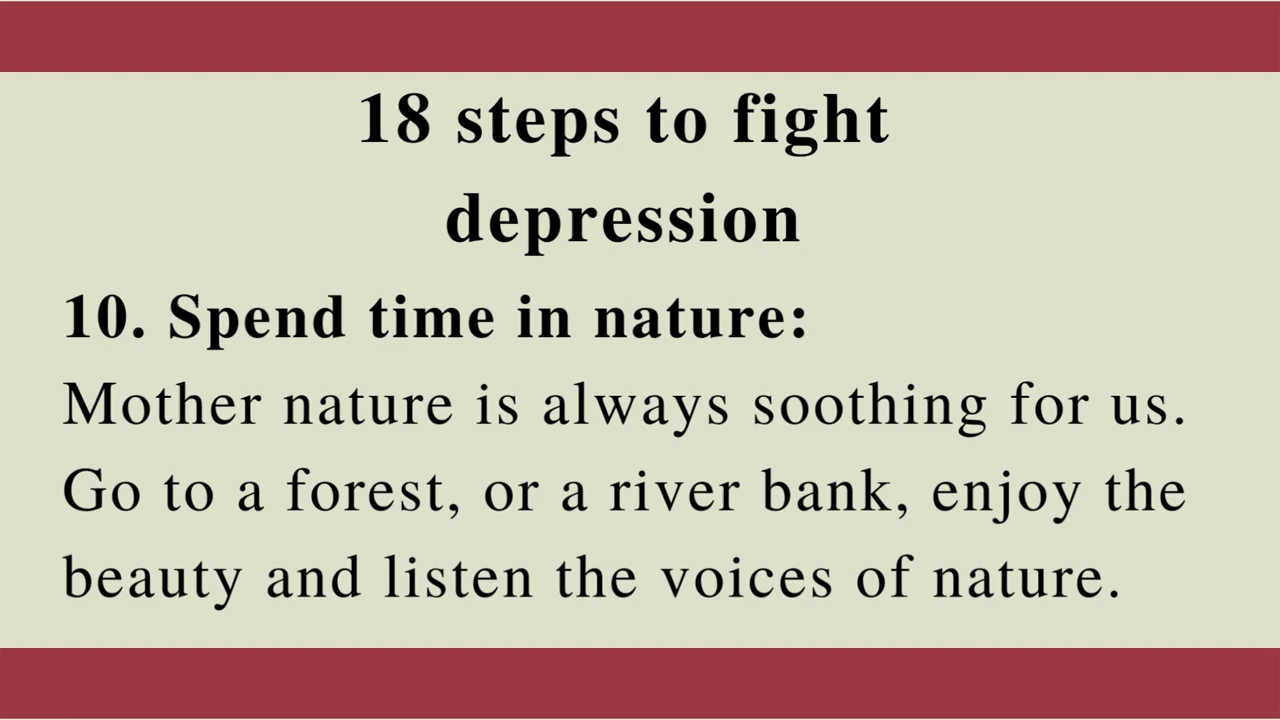 18 steps to fight
depression
10. Spend time in nature:
Mother nature is always soothing for us.
Go to a forest, or a river bank, enjoy the
beauty and listen the voices of nature.